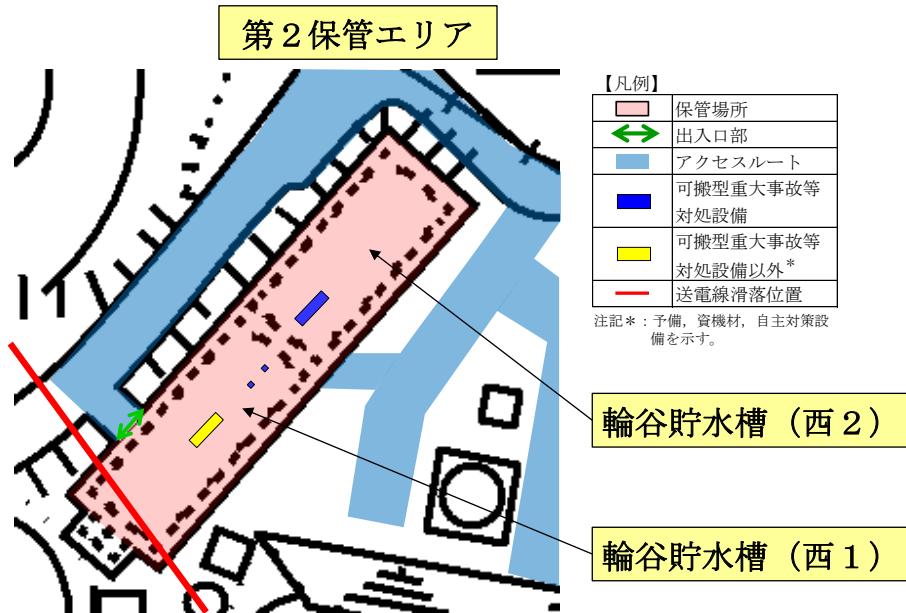 第２保管エリア
【凡例】
保管場所
出入口部
アクセスルート
可搬型重大事故等
対処設備
可搬型重大事故等
対処設備以外*
送電線滑落位置
注記＊：予備，資機材，自主対策設
備を示す。
輪谷貯水槽（西２）
輪谷貯水槽（西１）